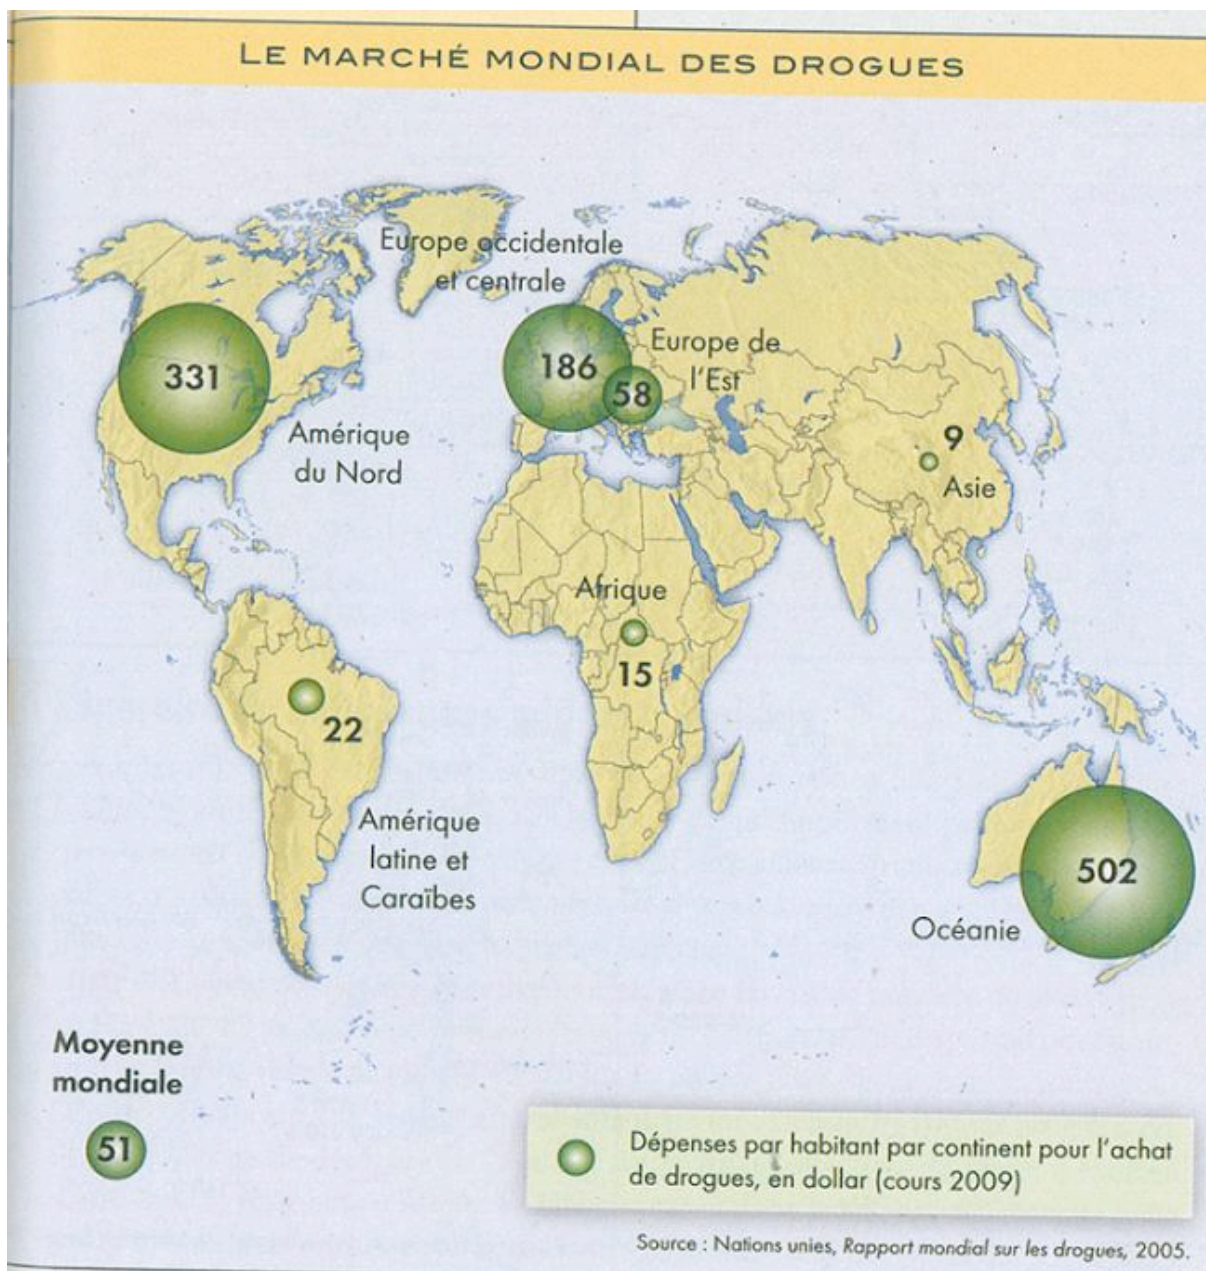 LE MARCHÉ MONDIAL DES DROGUES
Europe occidentale
et centrale
331
186
Europe de
l'Est
58
Amérique
du Nord
9
Asie
Afrique
15
22
Amérique
latine et
Caraïbes
502
Océanie
Moyenne
mondiale
51
Dépenses par habitant par continent pour l'achat
de drogues, en dollar (cours 2009)
Source : Nations unies, Rapport mondial sur les drogues, 2005.